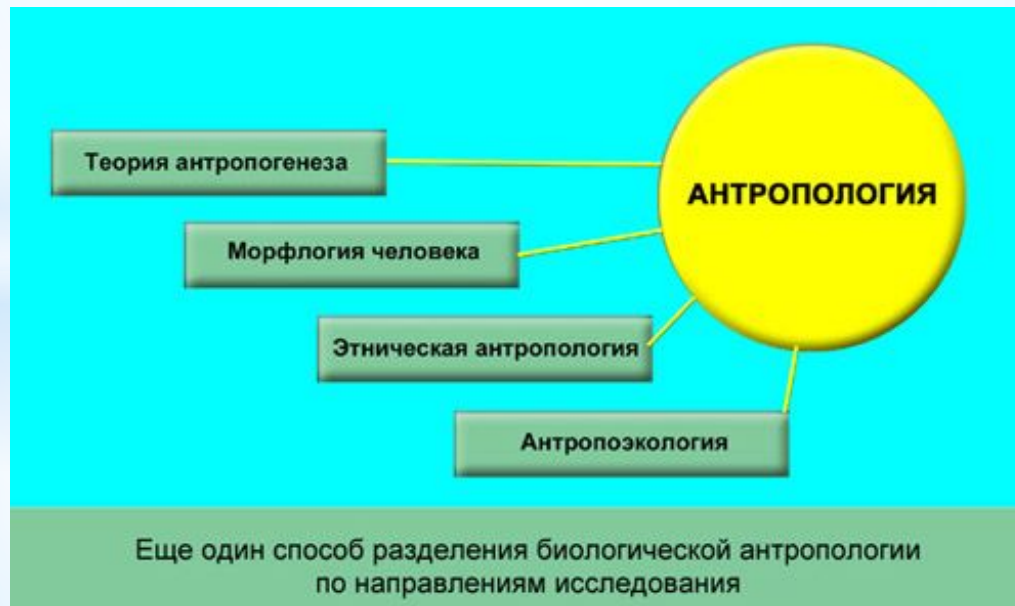 Теория антропогенеза
АНТРОПОЛОГИЯ
Морфлогия человека
Этническая антропология
Антропоэкология
Еще один способ разделения биологической антропологии
по направлениям исследования